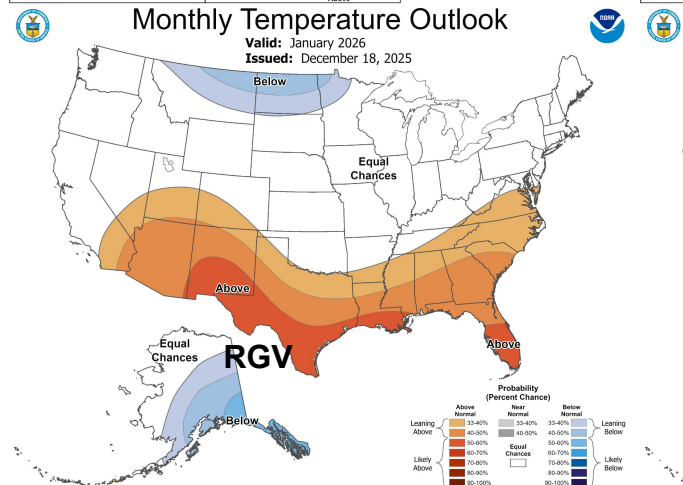 Above
Monthly Temperature Outlook
Valid: January 2026
Issued: December 18, 2025
NOAA
Below
Equal
Chances
Above
Above
Equal
Chances
RGV
Below
Probability
(Percent Chance)
Above
Normal
Near
Normal
Below
Normal
Leaning
Above
33-40%
40-50%
50-60%
60-70%
70-80%
80-90%
90-100%
Likely
Above
33-40%
40-50%
Equal
Chances
33-40%
40-50%
50-60%
60-70%
70-80%
80-90%
90-100%
Leaning
Below
Likely
Below